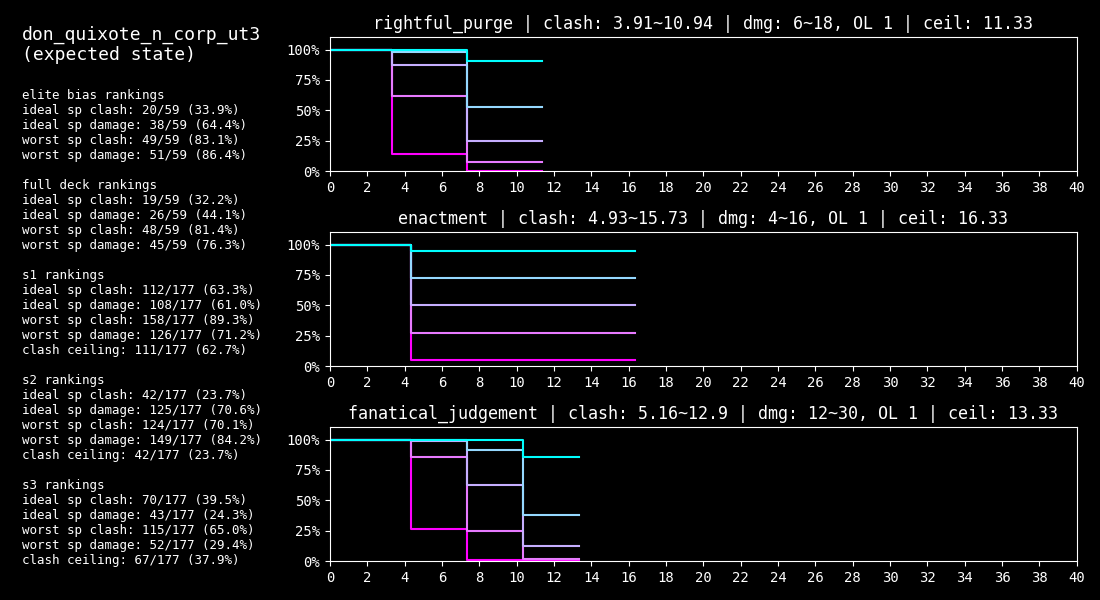 don_quixote_n_corp_ut3
(expected state)
elite bias rankings
ideal sp clash: 20/59 (33.9%)
ideal sp damage: 38/59 (64.4%)
worst sp clash: 49/59 (83.1%)
worst sp damage: 51/59 (86.4%)
full deck rankings
ideal sp clash: 19/59 (32.2%)
ideal sp damage: 26/59 (44.1%)
worst sp clash: 48/59 (81.4%)
worst sp damage: 45/59 (76.3%)
s1 rankings
ideal sp clash: 112/177 (63.3%)
ideal sp damage: 108/177 (61.0%)
worst sp clash: 158/177 (89.3%)
worst sp damage: 126/177 (71.2%)
clash ceiling: 111/177 (62.7%)
s2 rankings
ideal sp clash: 42/177 (23.7%)
ideal sp damage: 125/177 (70.6%)
worst sp clash: 124/177 (70.1%)
worst sp damage: 149/177 (84.2%)
clash ceiling: 42/177 (23.7%)
s3 rankings
ideal sp clash: 70/177 (39.5%)
ideal sp damage: 43/177 (24.3%)
worst sp clash: 115/177 (65.0%)
worst sp damage: 52/177 (29.4%)
clash ceiling: 67/177 (37.9%)
rightful_purge | clash: 3.91~10.94 | dmg: 6~18, OL 1 | ceil: 11.33
100%
75%
50%
25%
0%
0 2 4 6 8 10 12 14 16 18 20 22 24 26 28 30 32 34 36 38 40
enactment | clash: 4.93~15.73 | dmg: 4~16, OL 1 | ceil: 16.33
100%
75%
50%
25%
0%
0 2 4 6 8 10 12 14 16 18 20 22 24 26 28 30 32 34 36 38 40
fanatical_judgement | clash: 5.16~12.9 | dmg: 12~30, OL 1 | ceil: 13.33
100%
75%
50%
25%
0%
0 2 4 6 8 10 12 14 16 18 20 22 24 26 28 30 32 34 36 38 40